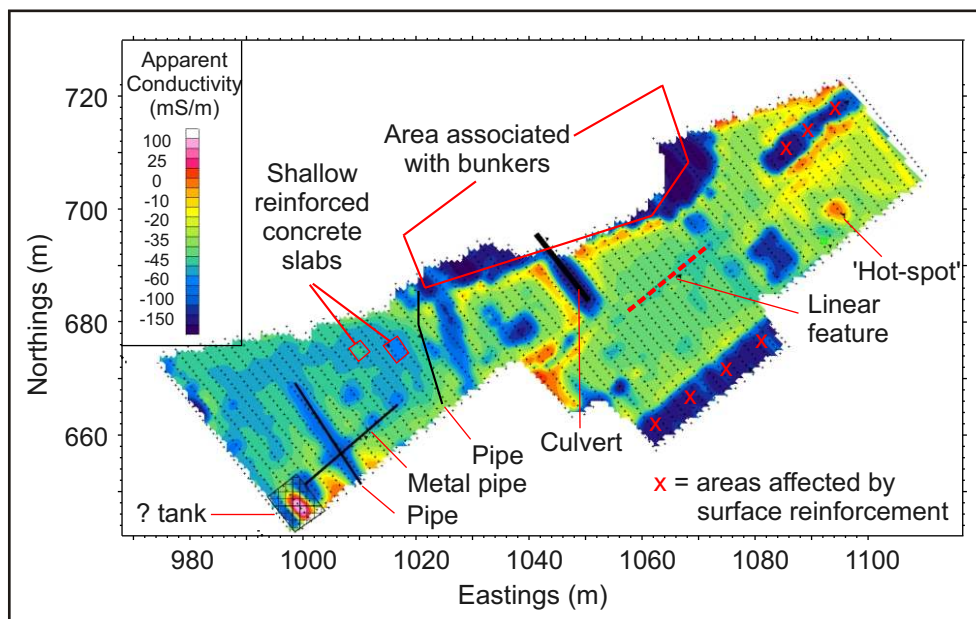 Apparent
Conductivity
(mS/m)
100
25
0
-10
-20
-35
-45
-60
-100
-150
Area associated
with bunkers
Shallow
reinforced
concrete
slabs
'Hot-spot'
Linear
feature
Culvert
Pipe
Metal pipe
Pipe
? tank
x = areas affected by
surface reinforcement
x
x
x
x
x
x
x
720
700
680
660
Northings (m)
980
1000
1020
1040
1060
1080
1100
Eastings (m)